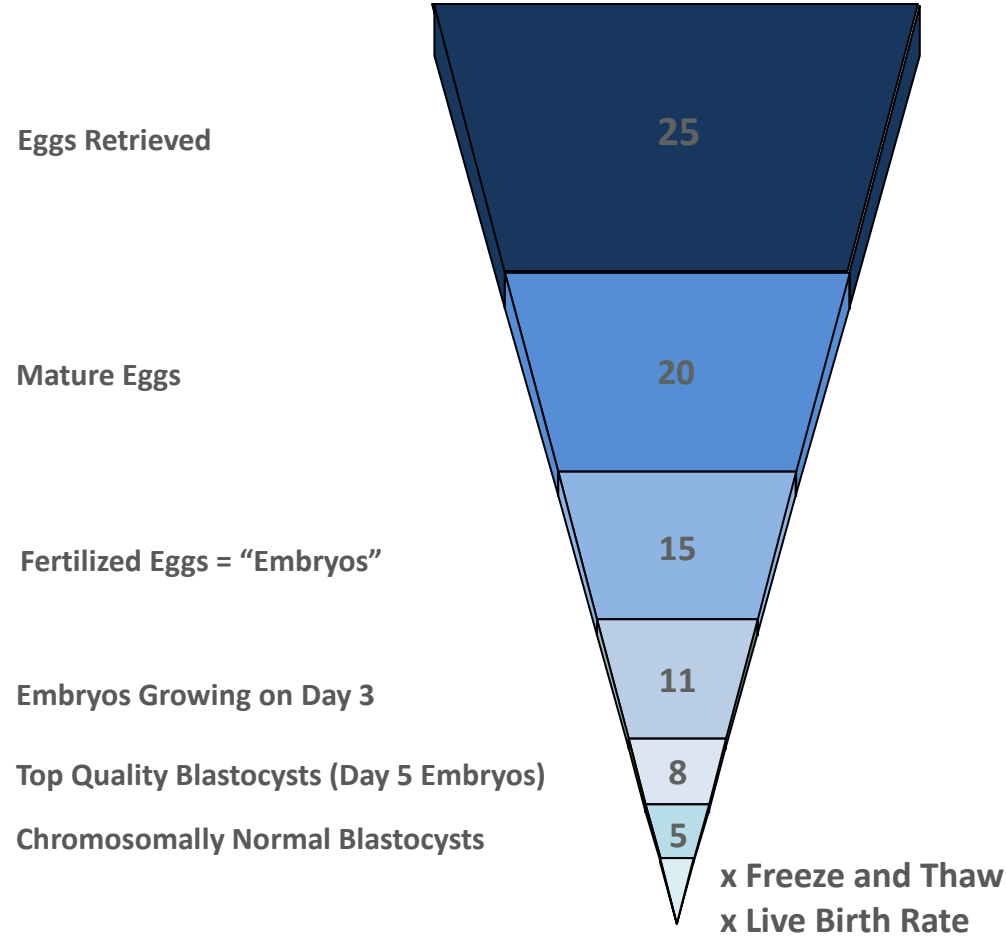 Eggs Retrieved
25
Mature Eggs
20
Fertilized Eggs = “Embryos”
15
Embryos Growing on Day 3
11
Top Quality Blastocysts (Day 5 Embryos)
8
Chromosomally Normal Blastocysts
5
x Freeze and Thaw
x Live Birth Rate